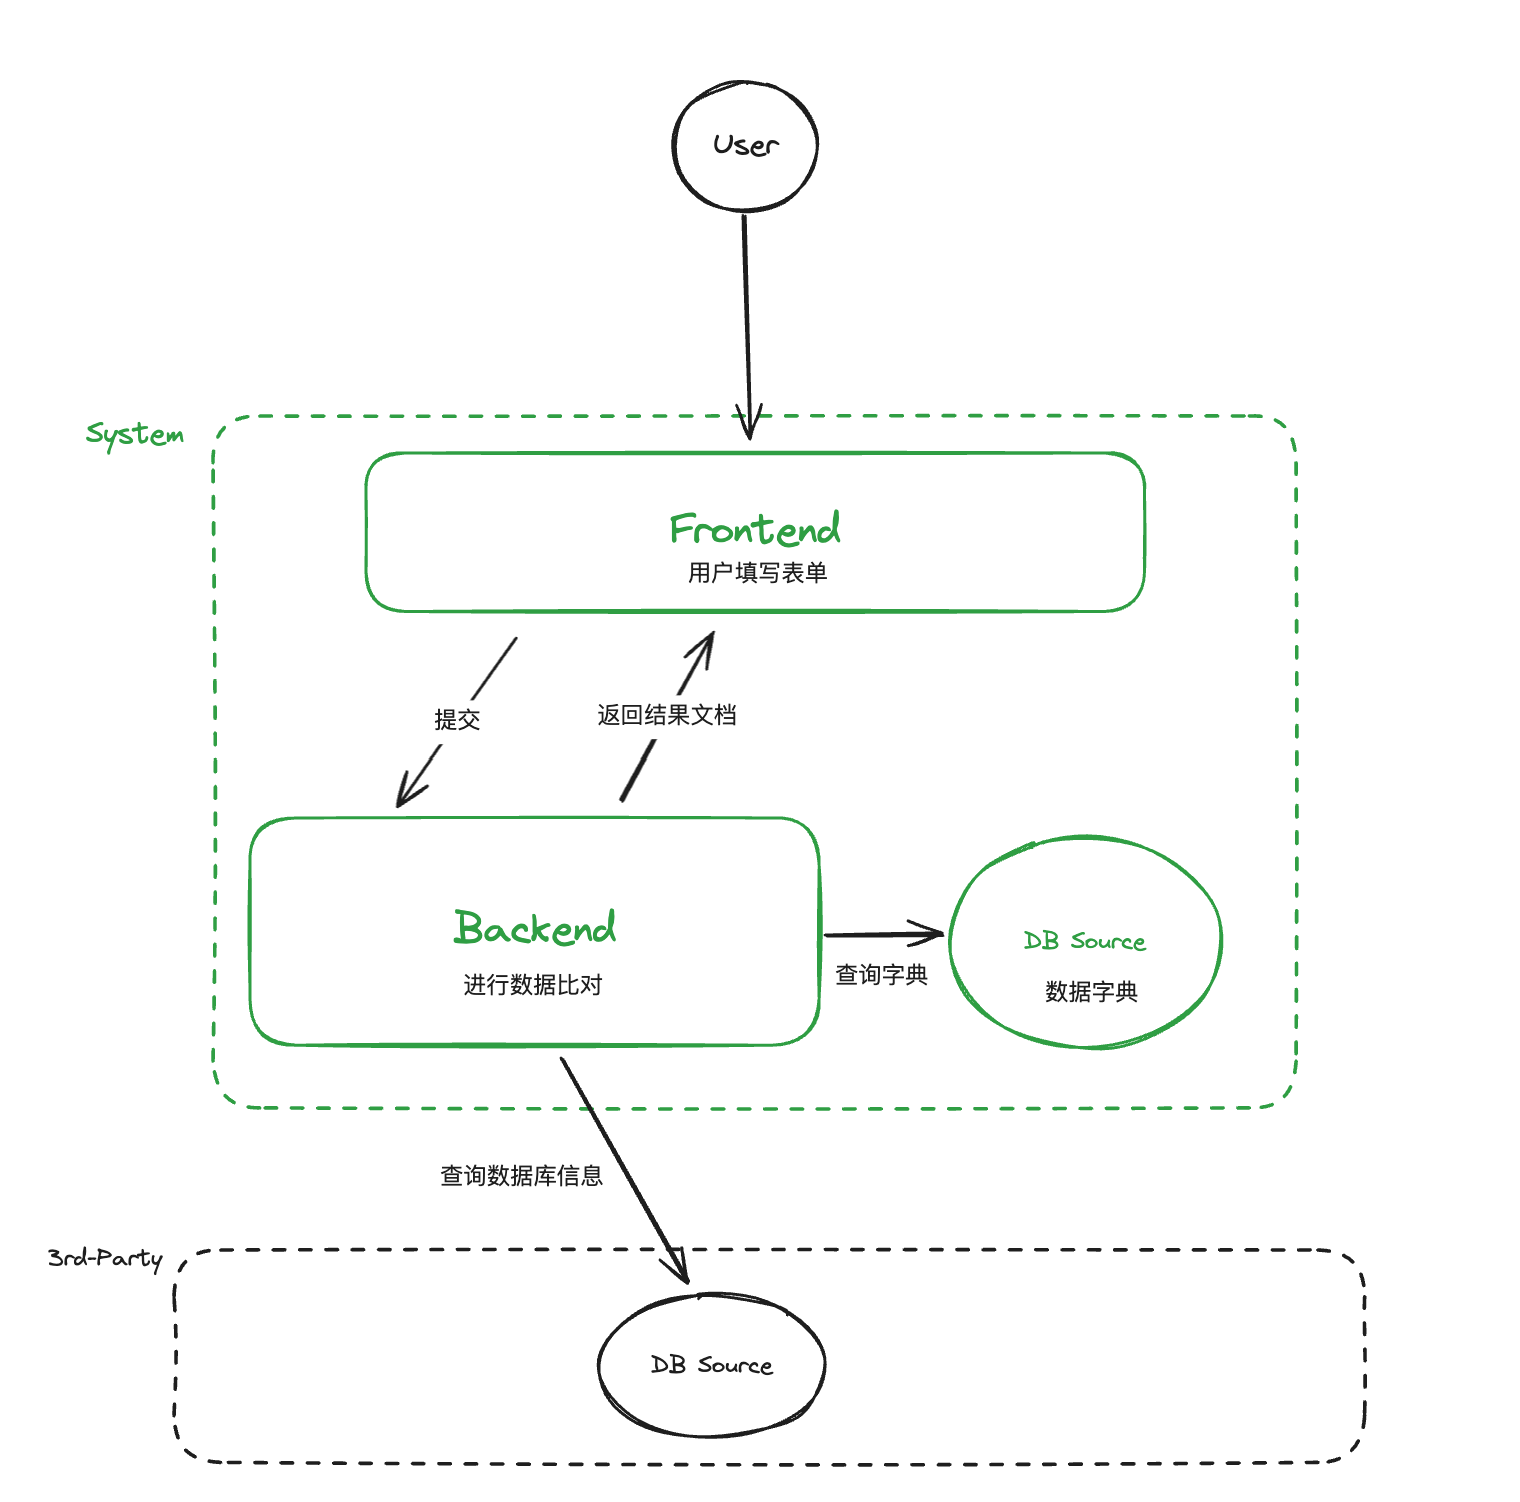 User
System
Frontend
用户填写表单
提交
返回结果文档
Backend
进行数据比对
查询字典
DB Source
数据字典
查询数据库信息
3rd-Party
DB Source